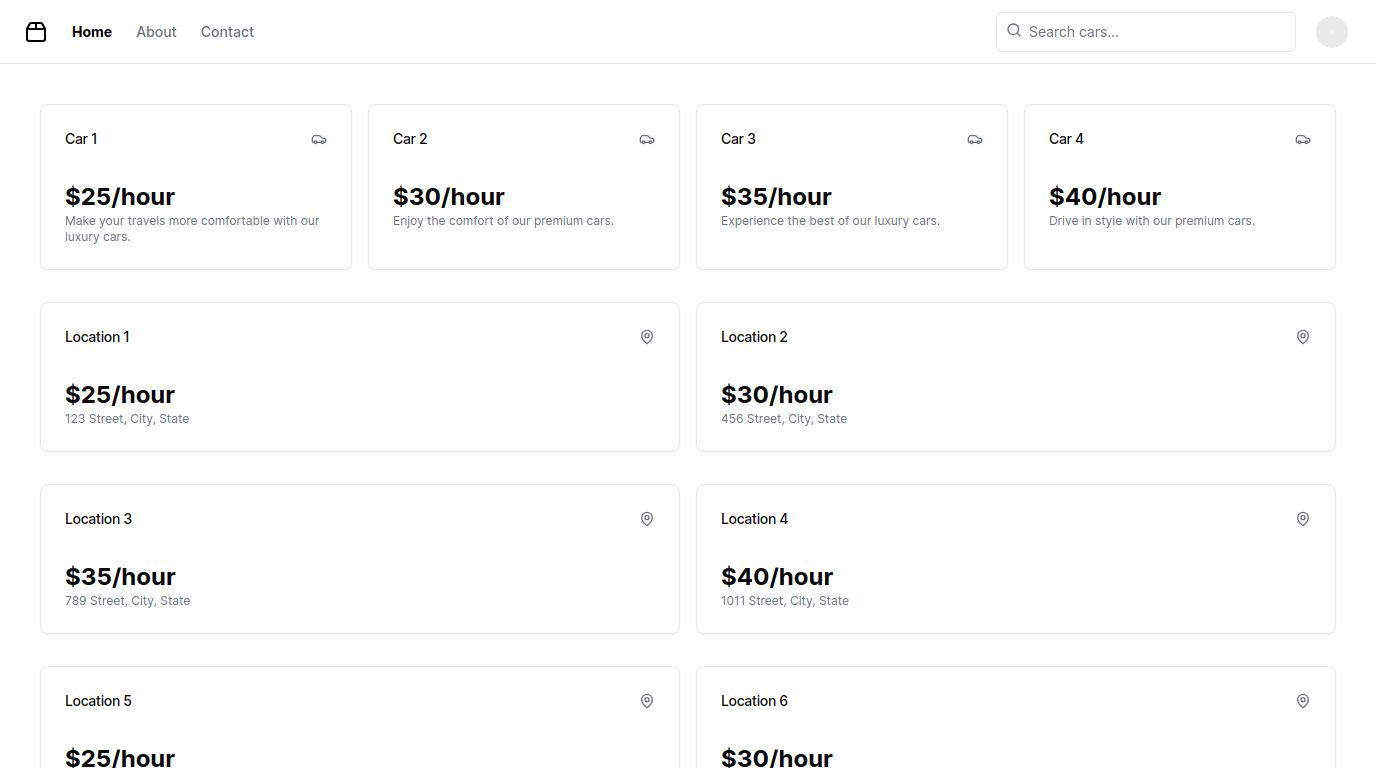 Home About Contact Search cars...
Car 1 Car 2 Car 3 Car 4
$25/hour $30/hour $35/hour $40/hour
Make your travels more comfortable with our Enjoy the comfort of our premium cars. Experience the best of our luxury cars. Drive in style with our premium cars.
luxury cars.
Location 1 Location 2
$25/hour $30/hour
123 Street, City, State 456 Street, City, State
Location 3 Location 4
$35/hour $40/hour
789 Street, City, State 1011 Street, City, State
Location 5 Location 6
$25/hour $30/hour